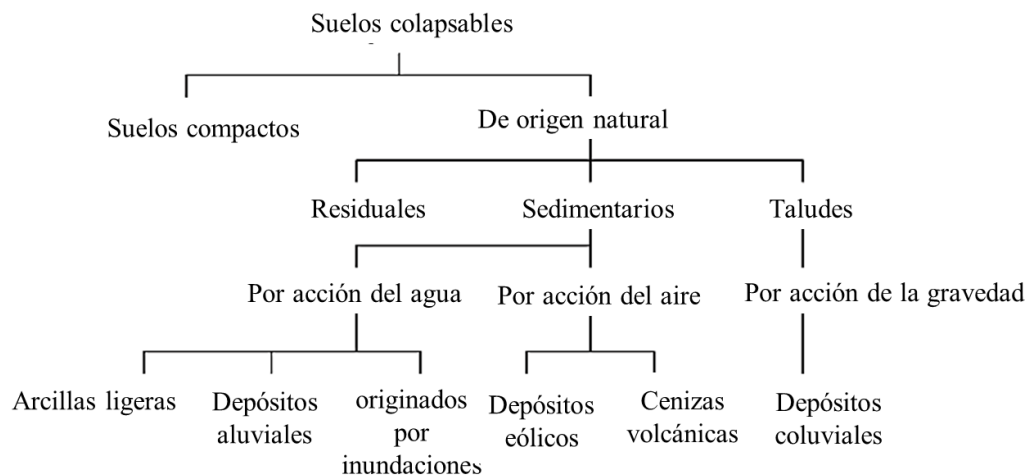 Suelos colapsables
Suelos compactos
De origen natural
Residuales
Sedimentarios
Taludes
Por acción del agua
Por acción del aire
Por acción de la gravedad
Arcillas ligeras
Depósitos
aluviales
originados
por
inundaciones
Depósitos
eólicos
Cenizas
volcánicas
Depósitos
coluviales